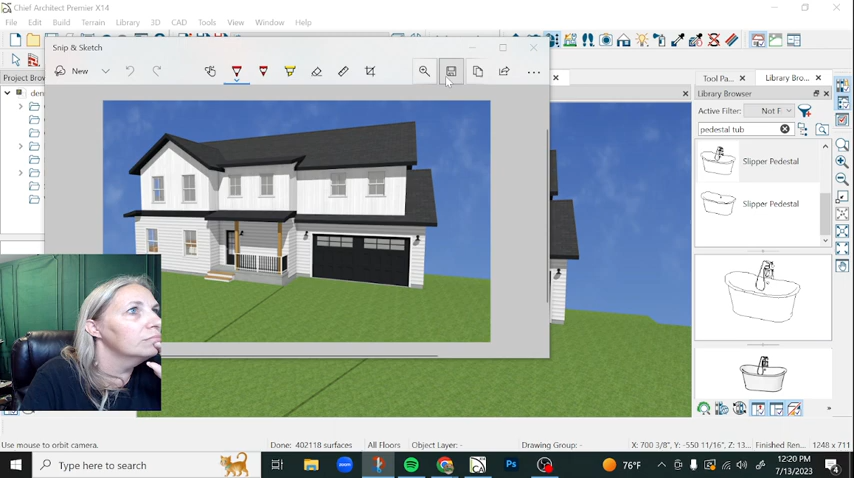 Chief Architect Premier X14
File Build Terrain Library 3D CAD Tools View Window Help
Snip & Sketch
New
Project Brows
Tool Pa... Library Bro...
Library Browser
Active Filter: Not F
pedestal tub
Slipper Pedestal
Slipper Pedestal
Use mouse to orbit camera.
Done: 402118 surfaces
All Floors
Object Layer: -
Drawing Group: -
X: 700 3/8", Y: -550 11/16", Z: 13...
Finished Ren...
1248 x 711
Type here to search
Ps
76°F
12:20 PM
7/13/2023
4